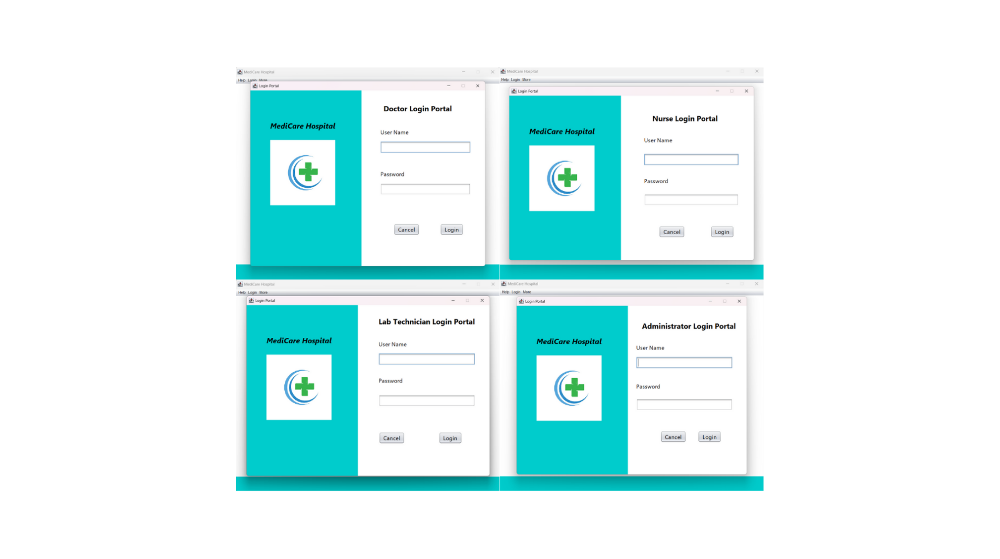 MediCare Hospital
Help Login More
Login Portal
MediCare Hospital
Doctor Login Portal
User Name
Password
Cancel Login
MediCare Hospital
Help Login More
Login Portal
MediCare Hospital
Nurse Login Portal
User Name
Password
Cancel Login
MediCare Hospital
Help Login More
Login Portal
MediCare Hospital
Lab Technician Login Portal
User Name
Password
Cancel Login
MediCare Hospital
Help Login More
Login Portal
MediCare Hospital
Administrator Login Portal
User Name
Password
Cancel Login